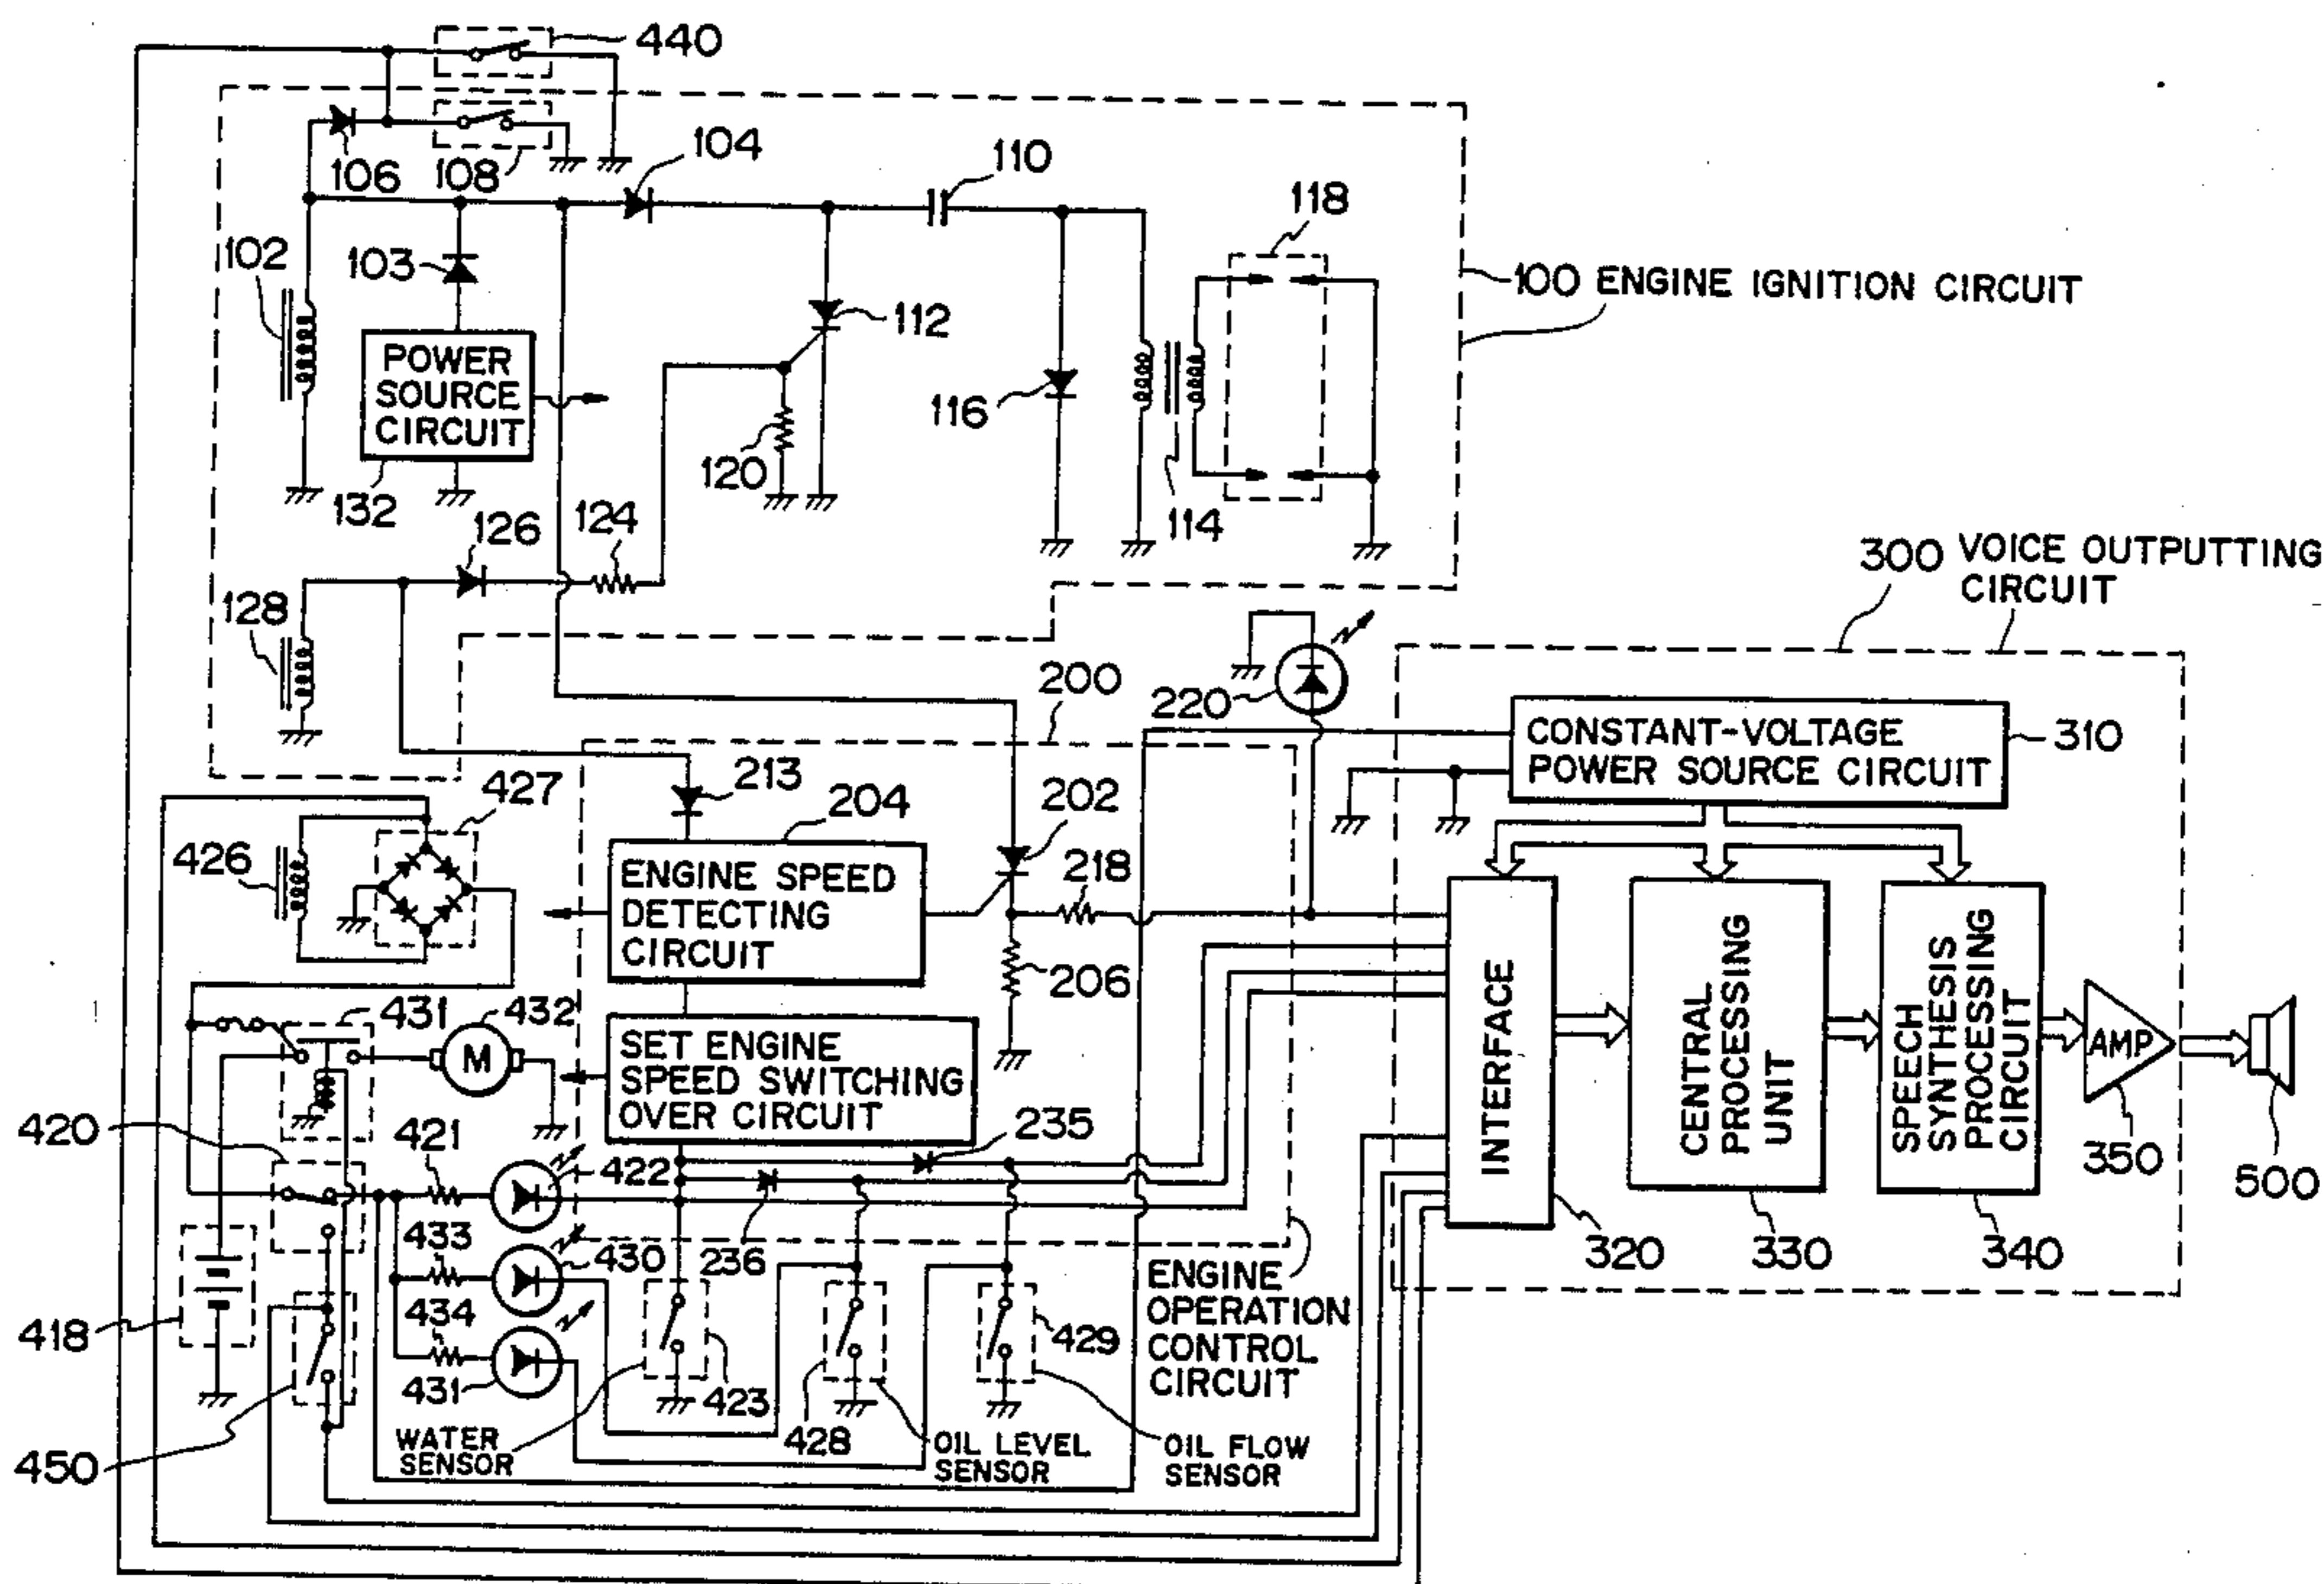 440
106
108
104
110
118
102
103
112
100 ENGINE IGNITION CIRCUIT
POWER
SOURCE
CIRCUIT
116
120
132
126
124
114
128
300 VOICE OUTPUTTING
CIRCUIT
200
220
CONSTANT-VOLTAGE
POWER SOURCE CIRCUIT
310
213
204
202
427
426
218
ENGINE SPEED
DETECTING
CIRCUIT
206
431
432
M
SET ENGINE
SPEED SWITCHING
OVER CIRCUIT
INTERFACE
CENTRAL
PROCESSING
UNIT
SPEECH
SYNTHESIS
PROCESSING
CIRCUIT
AMP
350
500
420
421
422
235
433
430
236
434
431
418
450
423
428
429
320
330
340
ENGINE
OPERATION
CONTROL
CIRCUIT
WATER
SENSOR
OIL LEVEL
SENSOR
OIL FLOW
SENSOR